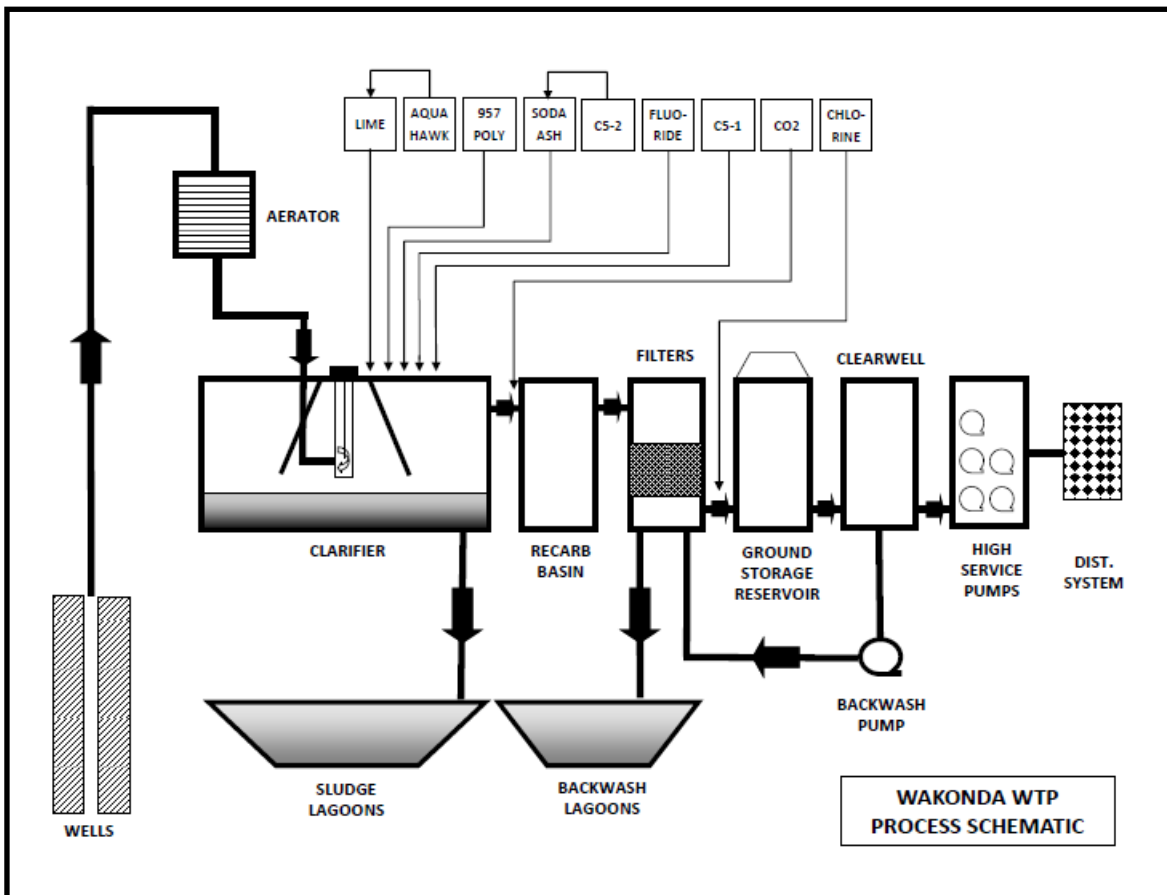 LIME
AQUA
HAWK
957
POLY
SODA
ASH
C5-2
FLUO-
RIDE
C5-1
CO2
CHLO-
RINE
AERATOR
FILTERS
CLEARWELL
CLARIFIER
RECARB
BASIN
GROUND
STORAGE
RESERVOIR
HIGH
SERVICE
PUMPS
DIST.
SYSTEM
BACKWASH
PUMP
SLUDGE
LAGOONS
BACKWASH
LAGOONS
WELLS
WAKONDA WTP
PROCESS SCHEMATIC